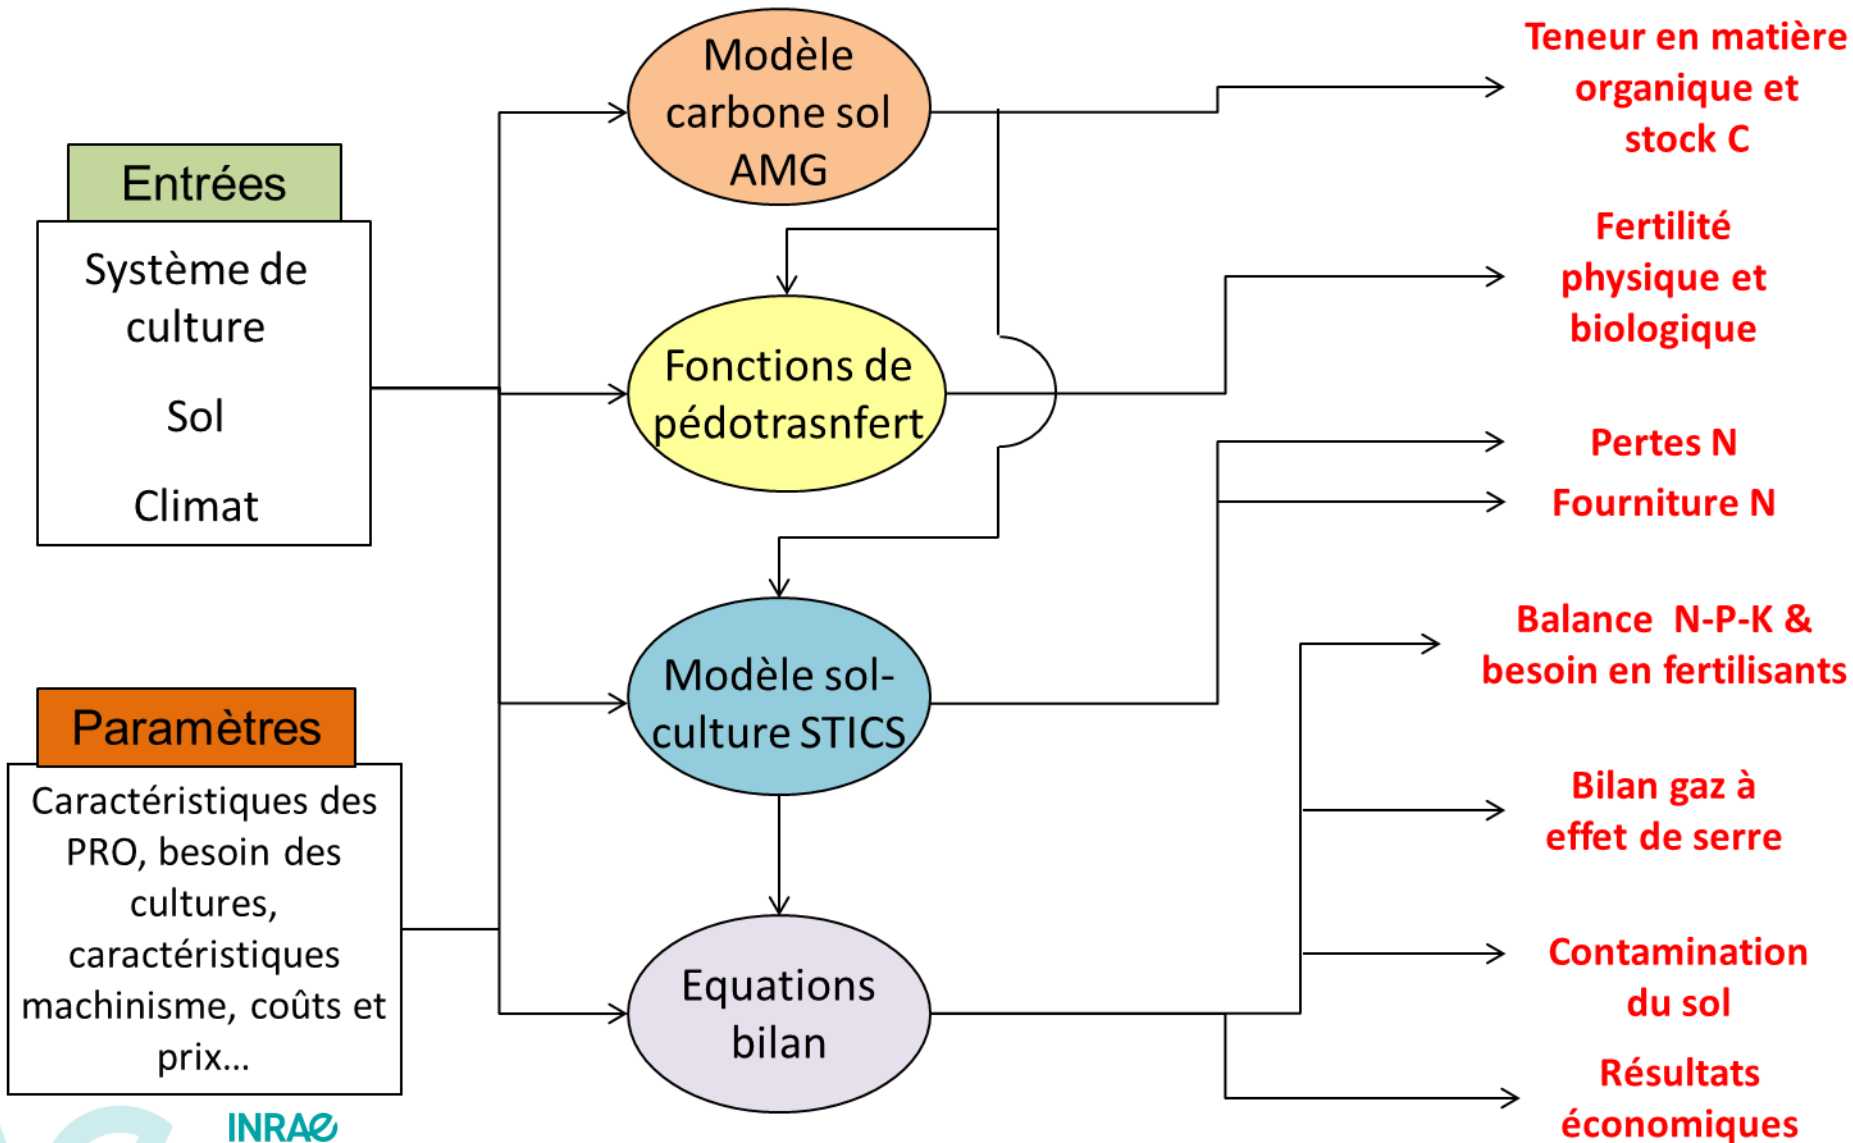 Entrées
Système de
culture
Sol
Climat
Paramètres
Caractéristiques des
PRO, besoin des
cultures,
caractéristiques
machinisme, coûts et
prix...
INRAE
Modèle
carbone sol
AMG
Fonctions de
pédotrasnfert
Modèle sol-
culture STICS
Equations
bilan
Teneur en matière
organique et
stock C
Fertilité
physique et
biologique
Pertes N
Fourniture N
Balance N-P-K &
besoin en fertilisants
Bilan gaz à
effet de serre
Contamination
du sol
Résultats
économiques